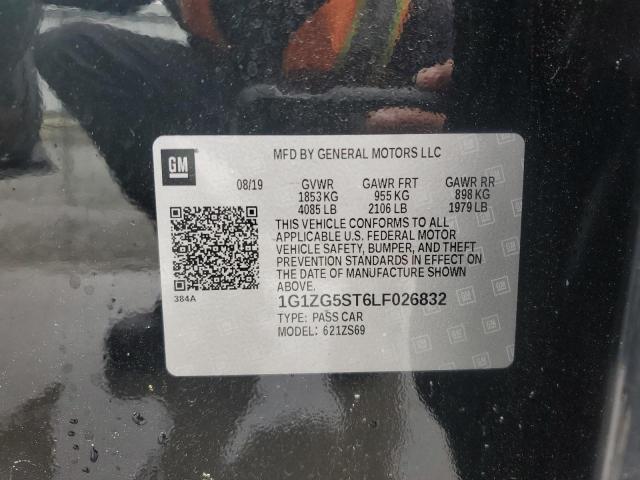 GM
MFD BY GENERAL MOTORS LLC
08/19 GVWR GAWR FRT GAWR RR
1853 KG 955 KG 898 KG
4085 LB 2106 LB 1979 LB
THIS VEHICLE CONFORMS TO ALL
APPLICABLE U.S. FEDERAL MOTOR
VEHICLE SAFETY, BUMPER, AND THEFT
PREVENTION STANDARDS IN EFFECT ON
THE DATE OF MANUFACTURE SHOWN
ABOVE.
384A
1G1ZG5ST6LF026832
TYPE: PASS CAR
MODEL: 621ZS69